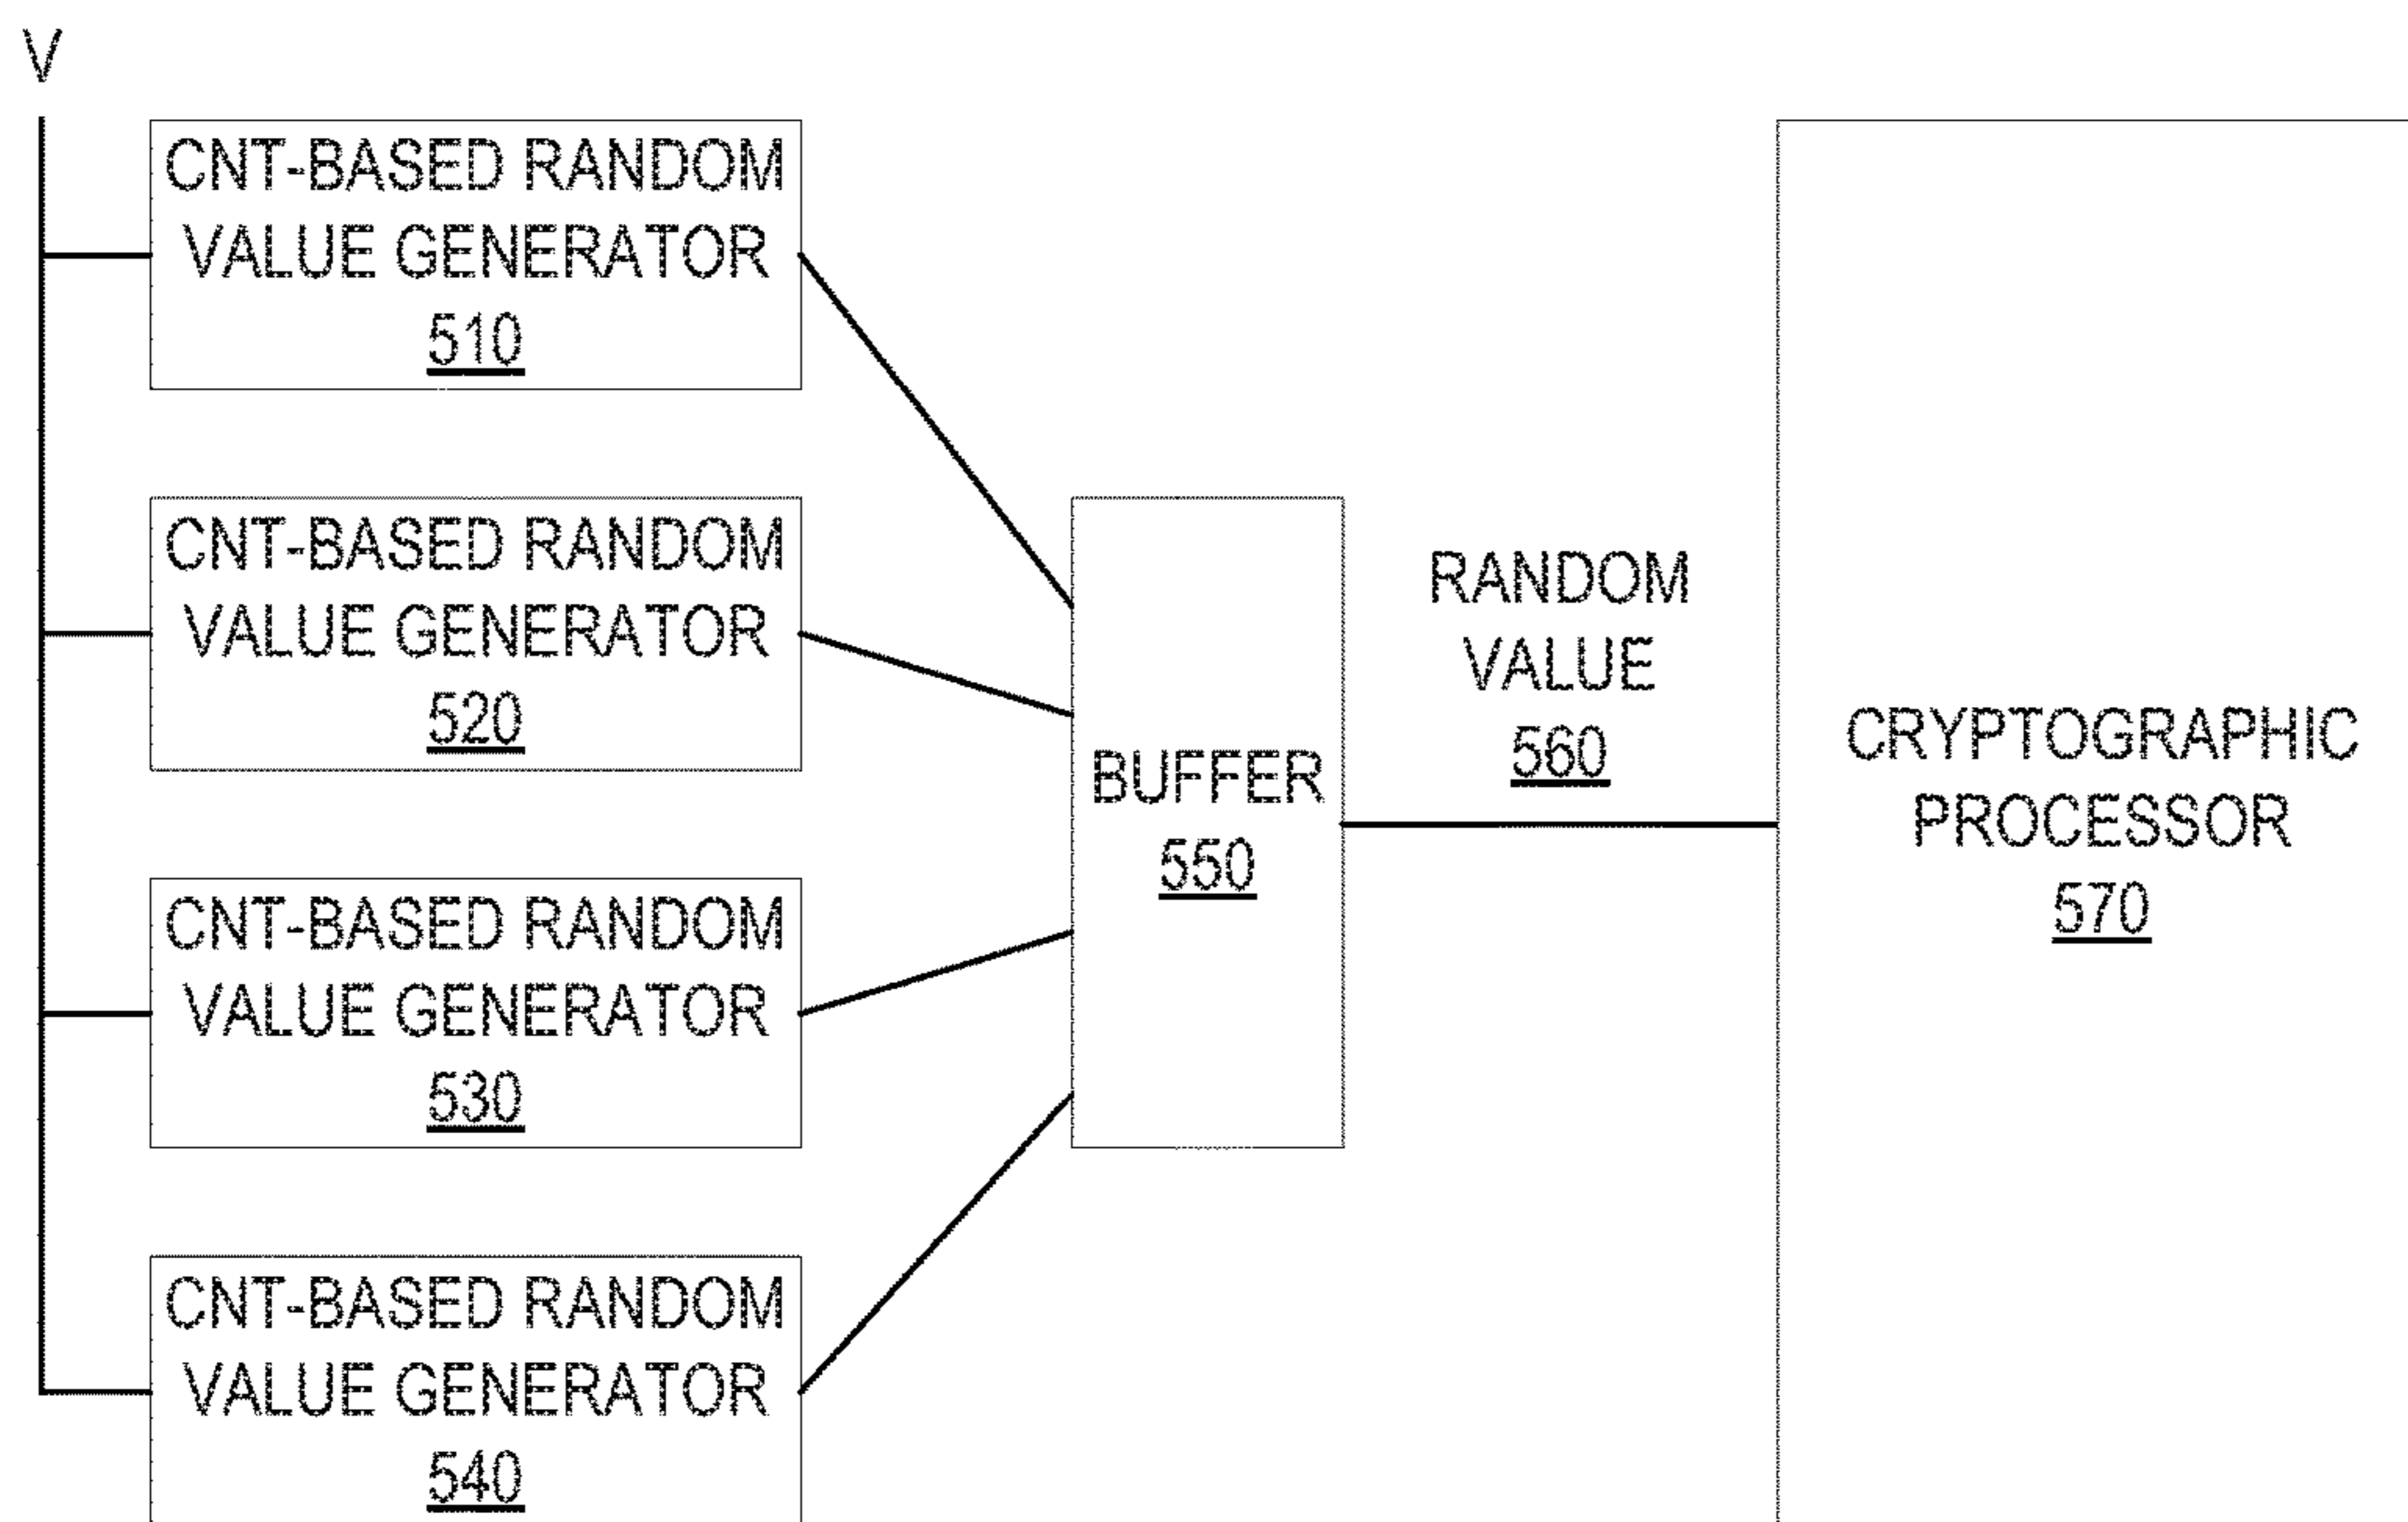 V
CNT-BASED RANDOM
VALUE GENERATOR
510
CNT-BASED RANDOM
VALUE GENERATOR
520
CNT-BASED RANDOM
VALUE GENERATOR
530
CNT-BASED RANDOM
VALUE GENERATOR
540
BUFFER
550
RANDOM
VALUE
560
CRYPTOGRAPHIC
PROCESSOR
570